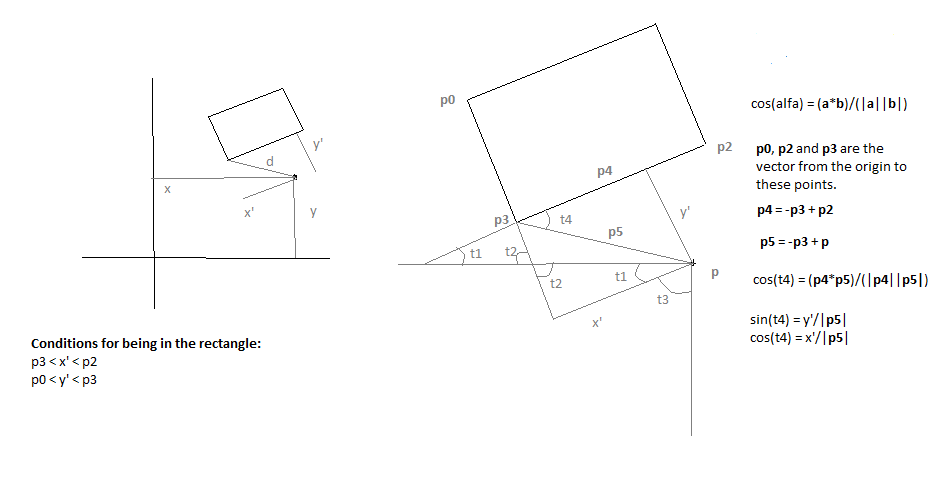 y'
d
x
x'
y
Conditions for being in the rectangle:
p3 < x' < p2
p0 < y' < p3
p0
p2
p4
p3
t4
y'
p5
t1
t2
t2
t1
p
t3
x'
cos(alfa) = (a*b)/(|a||b|)
p0, p2 and p3 are the
vector from the origin to
these points.
p4 = -p3 + p2
p5 = -p3 + p
cos(t4) = (p4*p5)/(|p4||p5|)
sin(t4) = y'/|p5|
cos(t4) = x'/|p5|